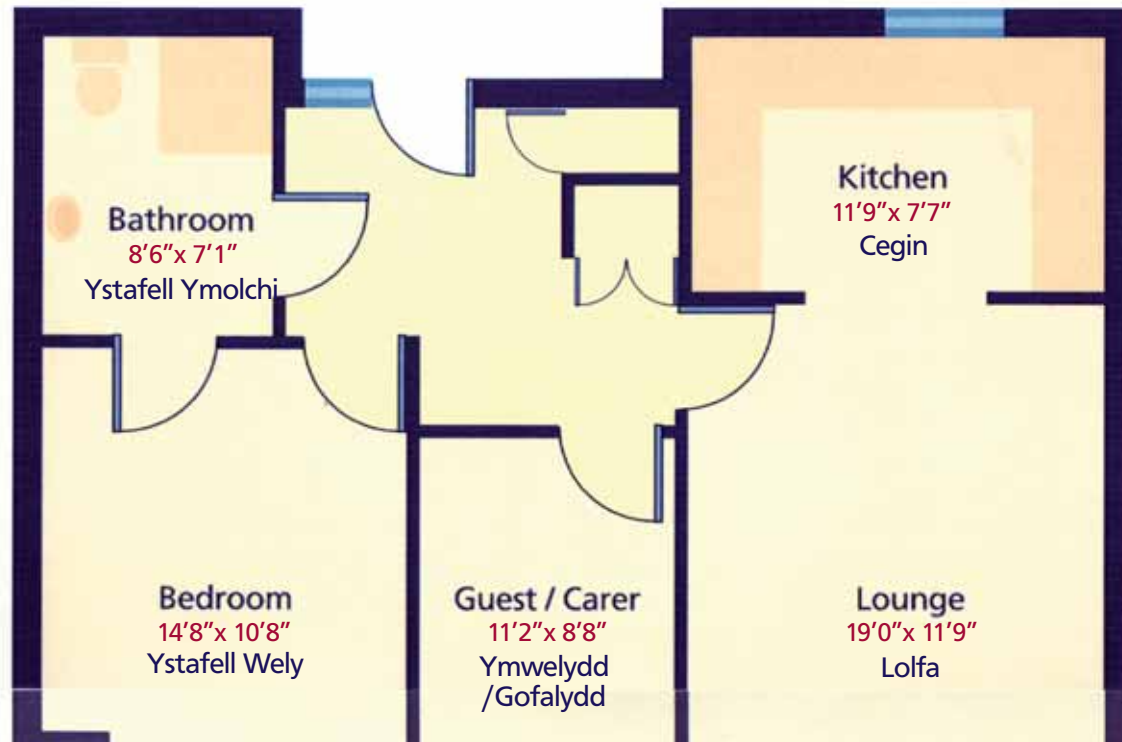 Bathroom
8'6"x 7'1"
Ystafell Ymolchi
Kitchen
11'9"x 7'7"
Cegin
Bedroom
14'8"x 10'8"
Ystafell Wely
Guest / Carer
11'2"x 8'8"
Ymwelydd
/Gofalydd
Lounge
19'0"x 11'9"
Lolfa